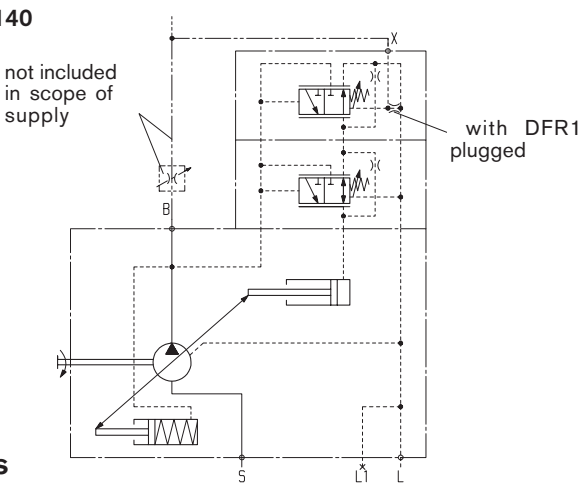 140
not included
in scope of
supply
X
with DFR1
plugged
B
S
L1
L
s